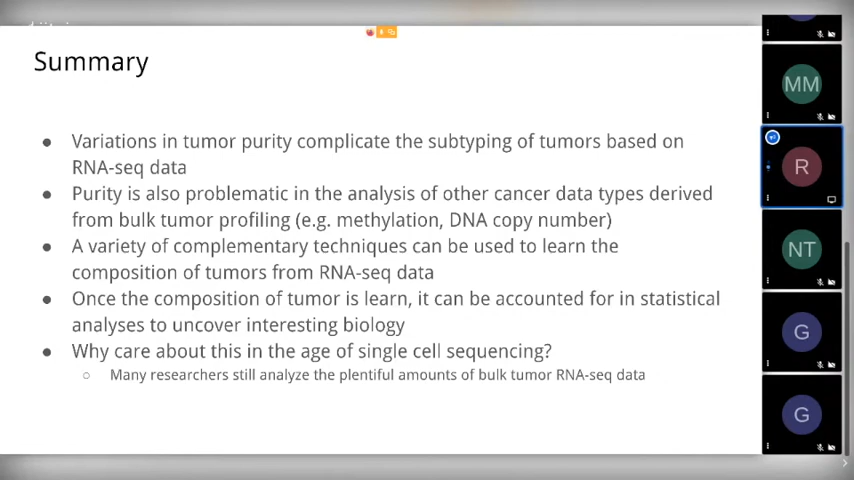 Summary
● Variations in tumor purity complicate the subtyping of tumors based on
RNA-seq data
● Purity is also problematic in the analysis of other cancer data types derived
from bulk tumor profiling (e.g. methylation, DNA copy number)
● A variety of complementary techniques can be used to learn the
composition of tumors from RNA-seq data
● Once the composition of tumor is learn, it can be accounted for in statistical
analyses to uncover interesting biology
● Why care about this in the age of single cell sequencing?
○ Many researchers still analyze the plentiful amounts of bulk tumor RNA-seq data
MM
R
NT
G
G